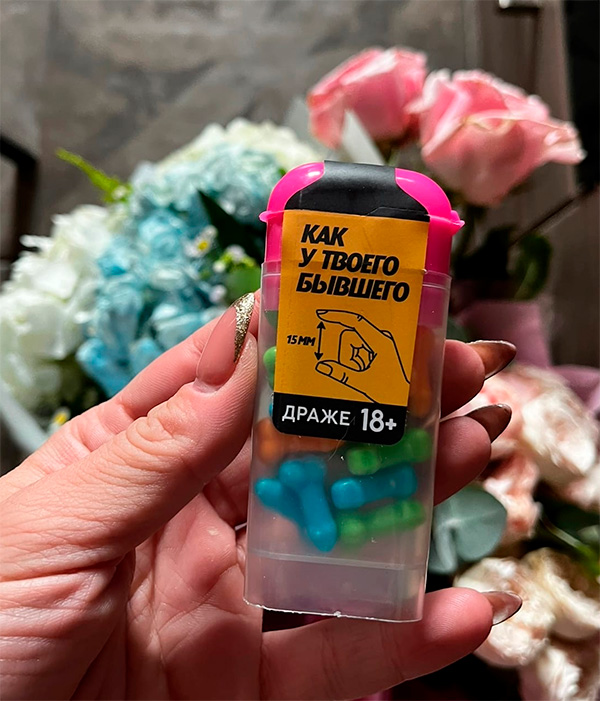 КАК
У ТВОЕГО
БЫВШЕГО
15 ММ
ДРАЖЕ 18+